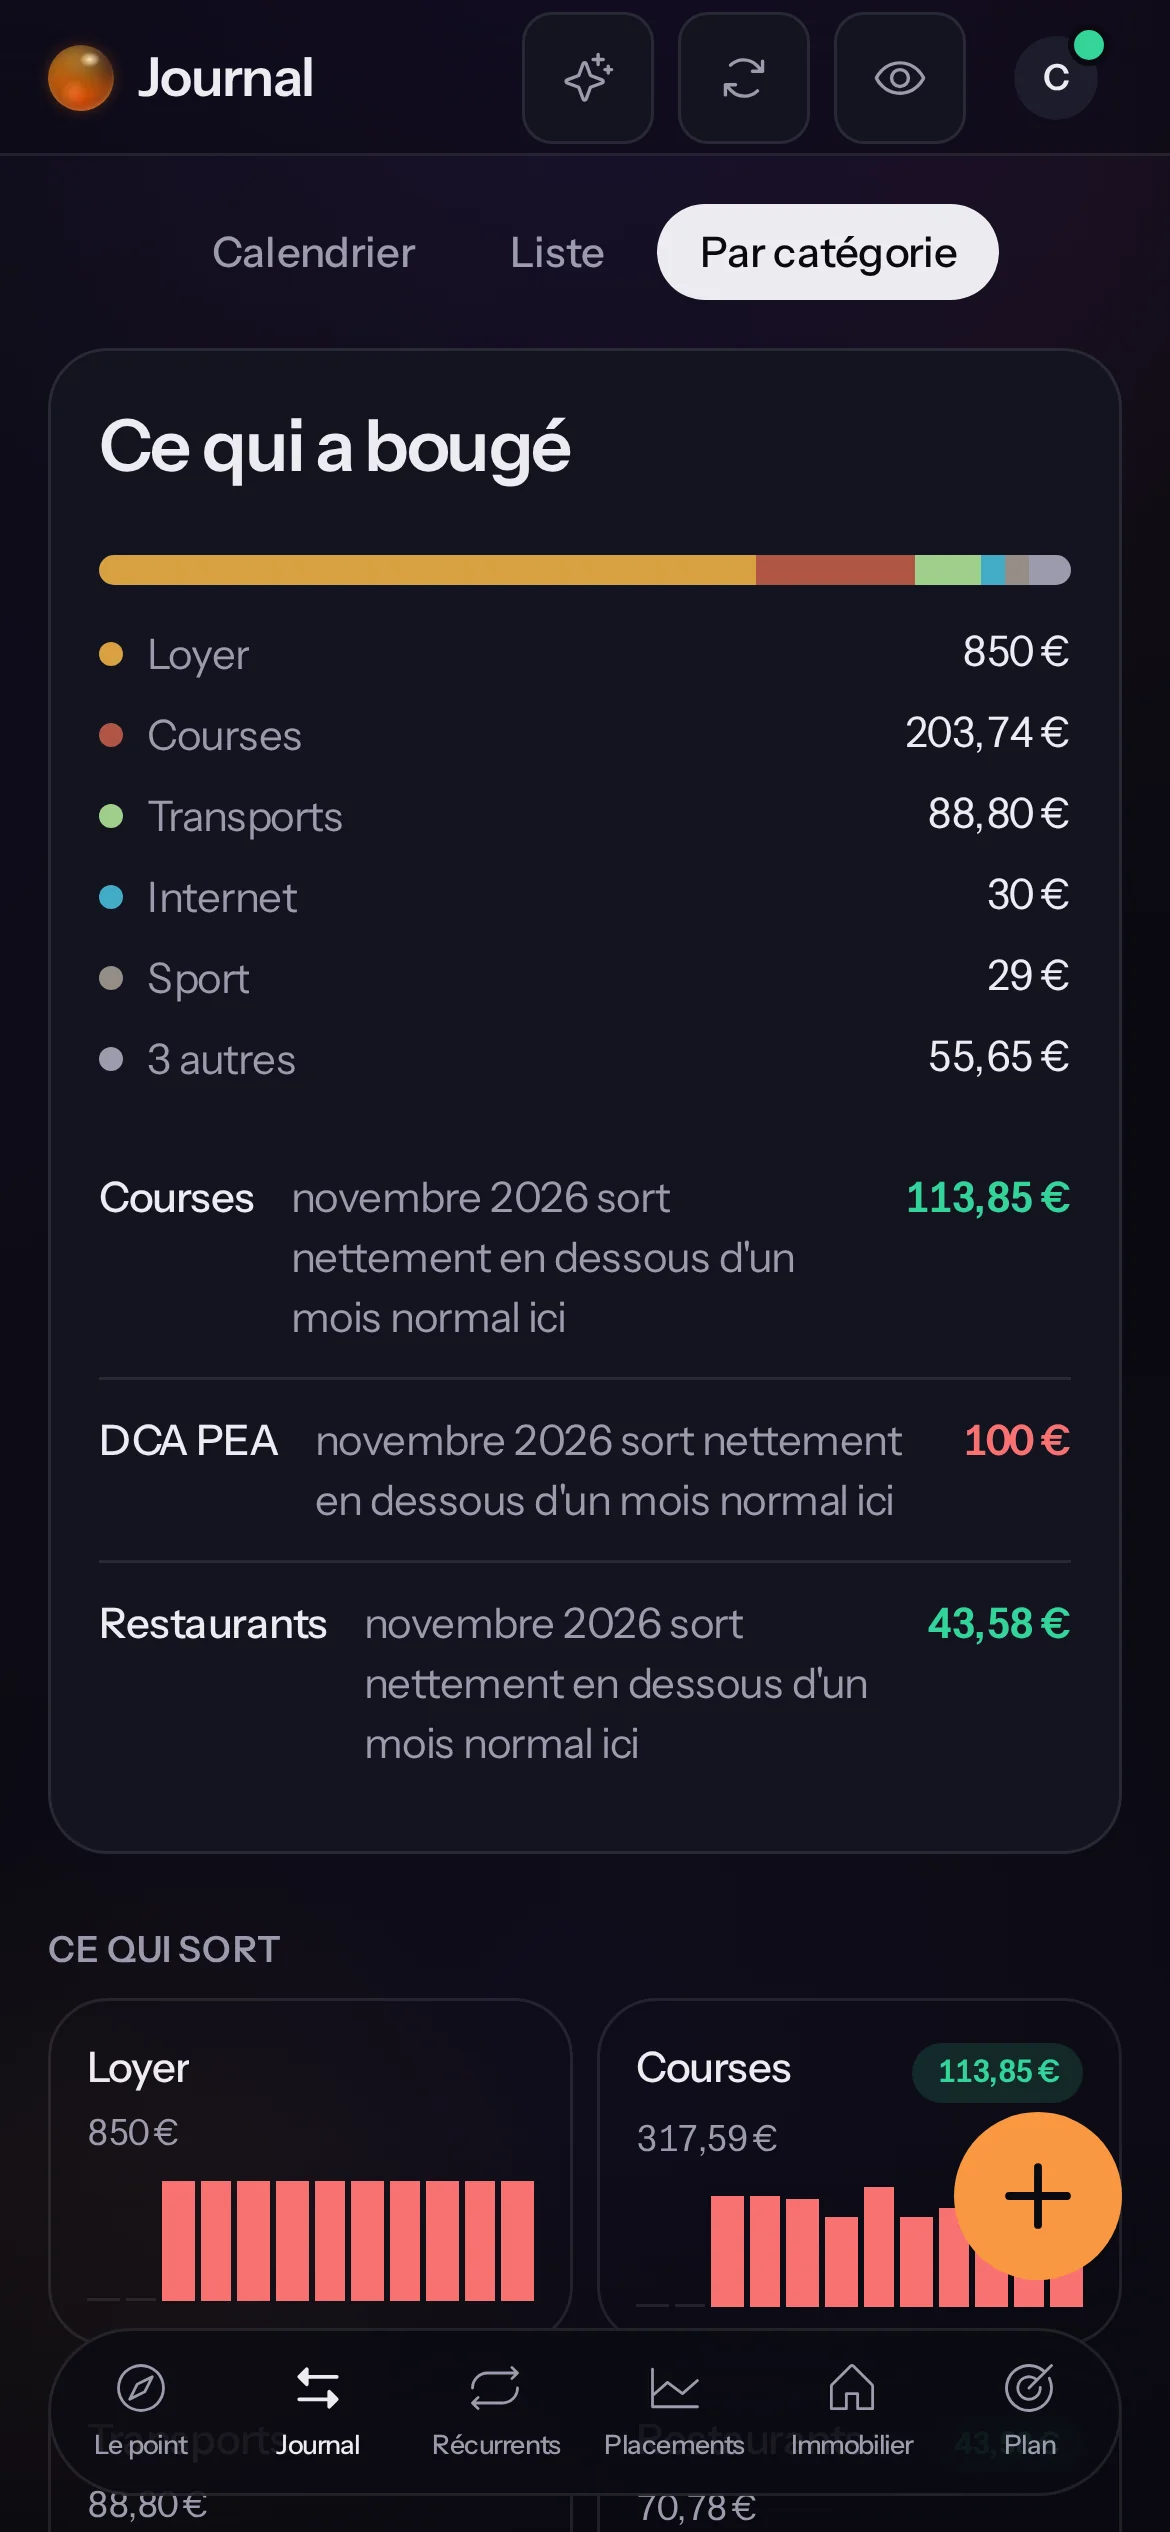 Journal
C
Calendrier
Liste
Par catégorie
Ce qui a bougé
Loyer 850 €
Courses 203,74 €
Transports 88,80 €
Internet 30 €
Sport 29 €
3 autres 55,65 €
Courses novembre 2026 sort 113,85 €
nettement en dessous d'un
mois normal ici
DCA PEA novembre 2026 sort nettement 100 €
en dessous d'un mois normal ici
Restaurants novembre 2026 sort 43,58 €
nettement en dessous d'un
mois normal ici
CE QUI SORT
Loyer
850 €
Courses 113,85 €
317,59 €
Transports
Restaurants
Le point
Journal
Récurrents
Placements
Immobilier
Plan
88,80 €
70,78 €